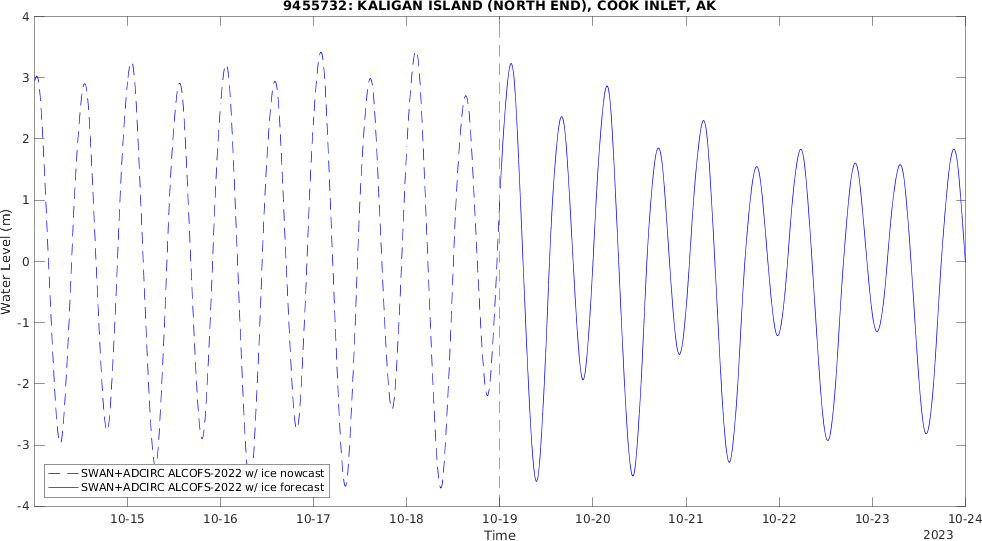 9455732: KALIGAN ISLAND (NORTH END), COOK INLET, AK
4
3
2
1
0
-1
-2
-3
-4
Water Level (m)
SWAN+ADCIRC ALCOFS-2022 w/ ice nowcast
SWAN+ADCIRC ALCOFS-2022 w/ ice forecast
10-15 10-16 10-17 10-18 10-19 10-20 10-21 10-22 10-23 10-24
Time
2023